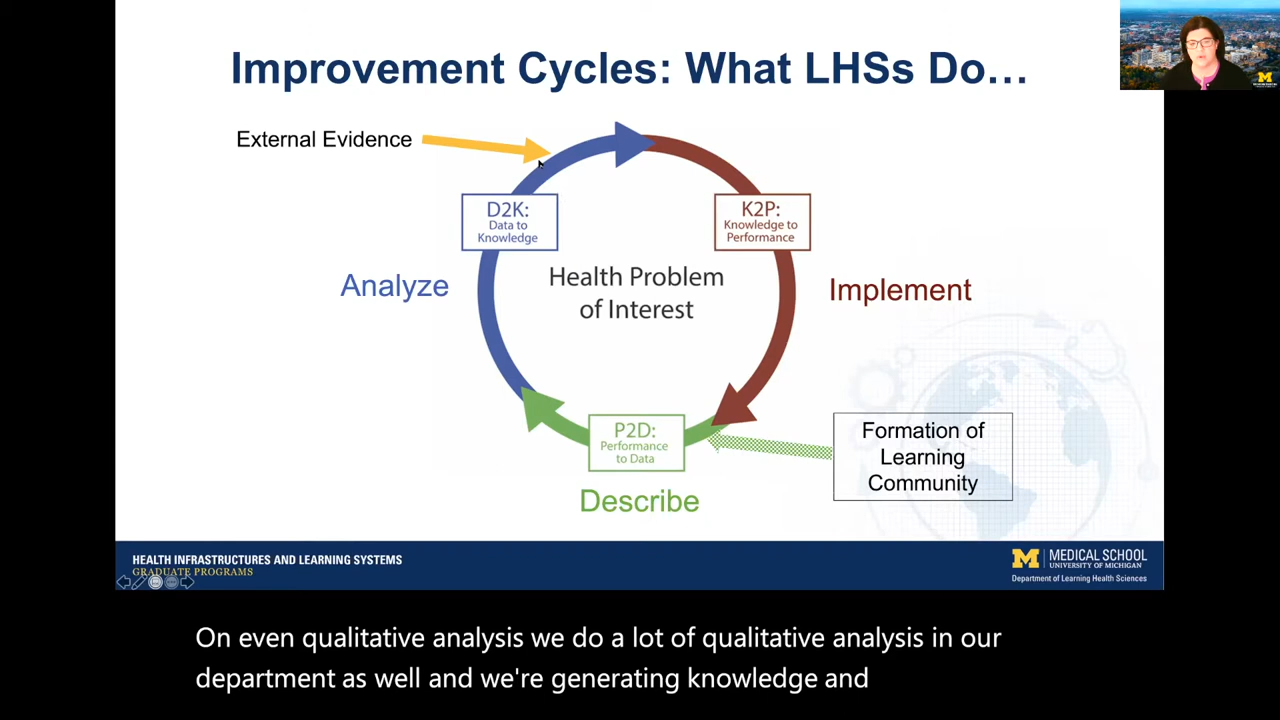 Improvement Cycles: What LHSs Do…
External Evidence
D2K:
Data to
Knowledge
K2P:
Knowledge to
Performance
Analyze
Health Problem
of Interest
Implement
P2D:
Performance
to Data
Describe
Formation of
Learning
Community
HEALTH INFRASTRUCTURES AND LEARNING SYSTEMS
GRADUATE PROGRAMS
M MEDICAL SCHOOL
UNIVERSITY OF MICHIGAN
Department of Learning Health Sciences
On even qualitative analysis we do a lot of qualitative analysis in our
department as well and we're generating knowledge and